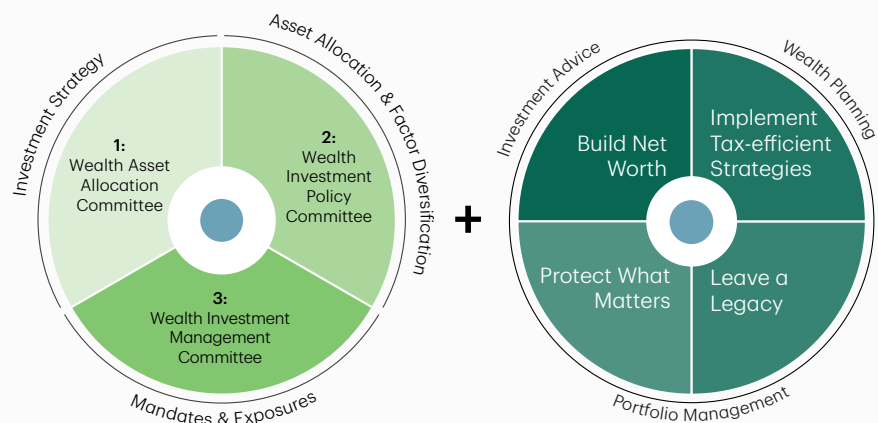 Investment Strategy
Asset Allocation & Factor Diversification
1:
Wealth Asset
Allocation
Committee
2:
Wealth
Investment
Policy
Committee
3:
Wealth Investment
Management
Committee
Mandates & Exposures
+
Investment Advice
Wealth Planning
Build Net
Worth
Implement
Tax-efficient
Strategies
Protect What
Matters
Leave a
Legacy
Portfolio Management